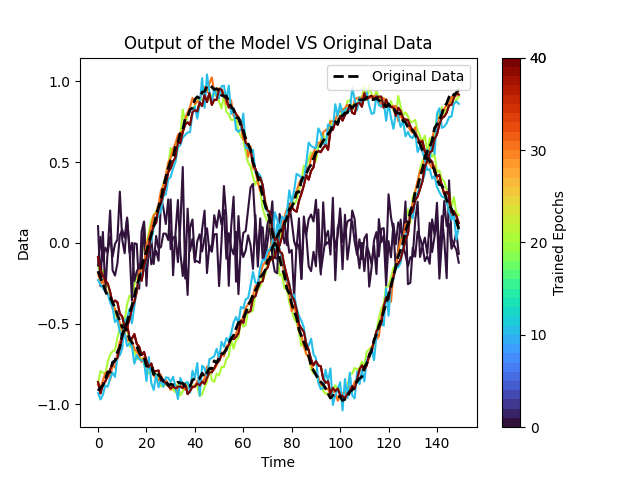 Output of the Model VS Original Data
Original Data
1.0
0.5
0.0
−0.5
−1.0
Data
0 20 40 60 80 100 120 140
Time
40
30
20
10
0
Trained Epochs